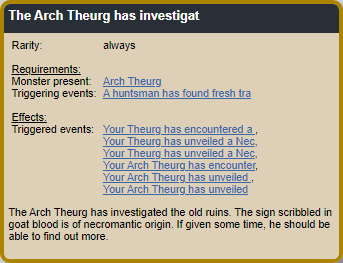 The Arch Theurg has investigat
Rarity: always
Requirements:
Monster present: Arch Theurg
Triggering events: A huntsman has found fresh tra
Effects:
Triggered events: Your Theurg has encountered a ,
Your Theurg has unveiled a Nec,
Your Theurg has unveiled a Nec,
Your Arch Theurg has encounter,
Your Arch Theurg has unveiled ,
Your Arch Theurg has unveiled
The Arch Theurg has investigated the old ruins. The sign scribbled in
goat blood is of necromantic origin. If given some time, he should be
able to find out more.